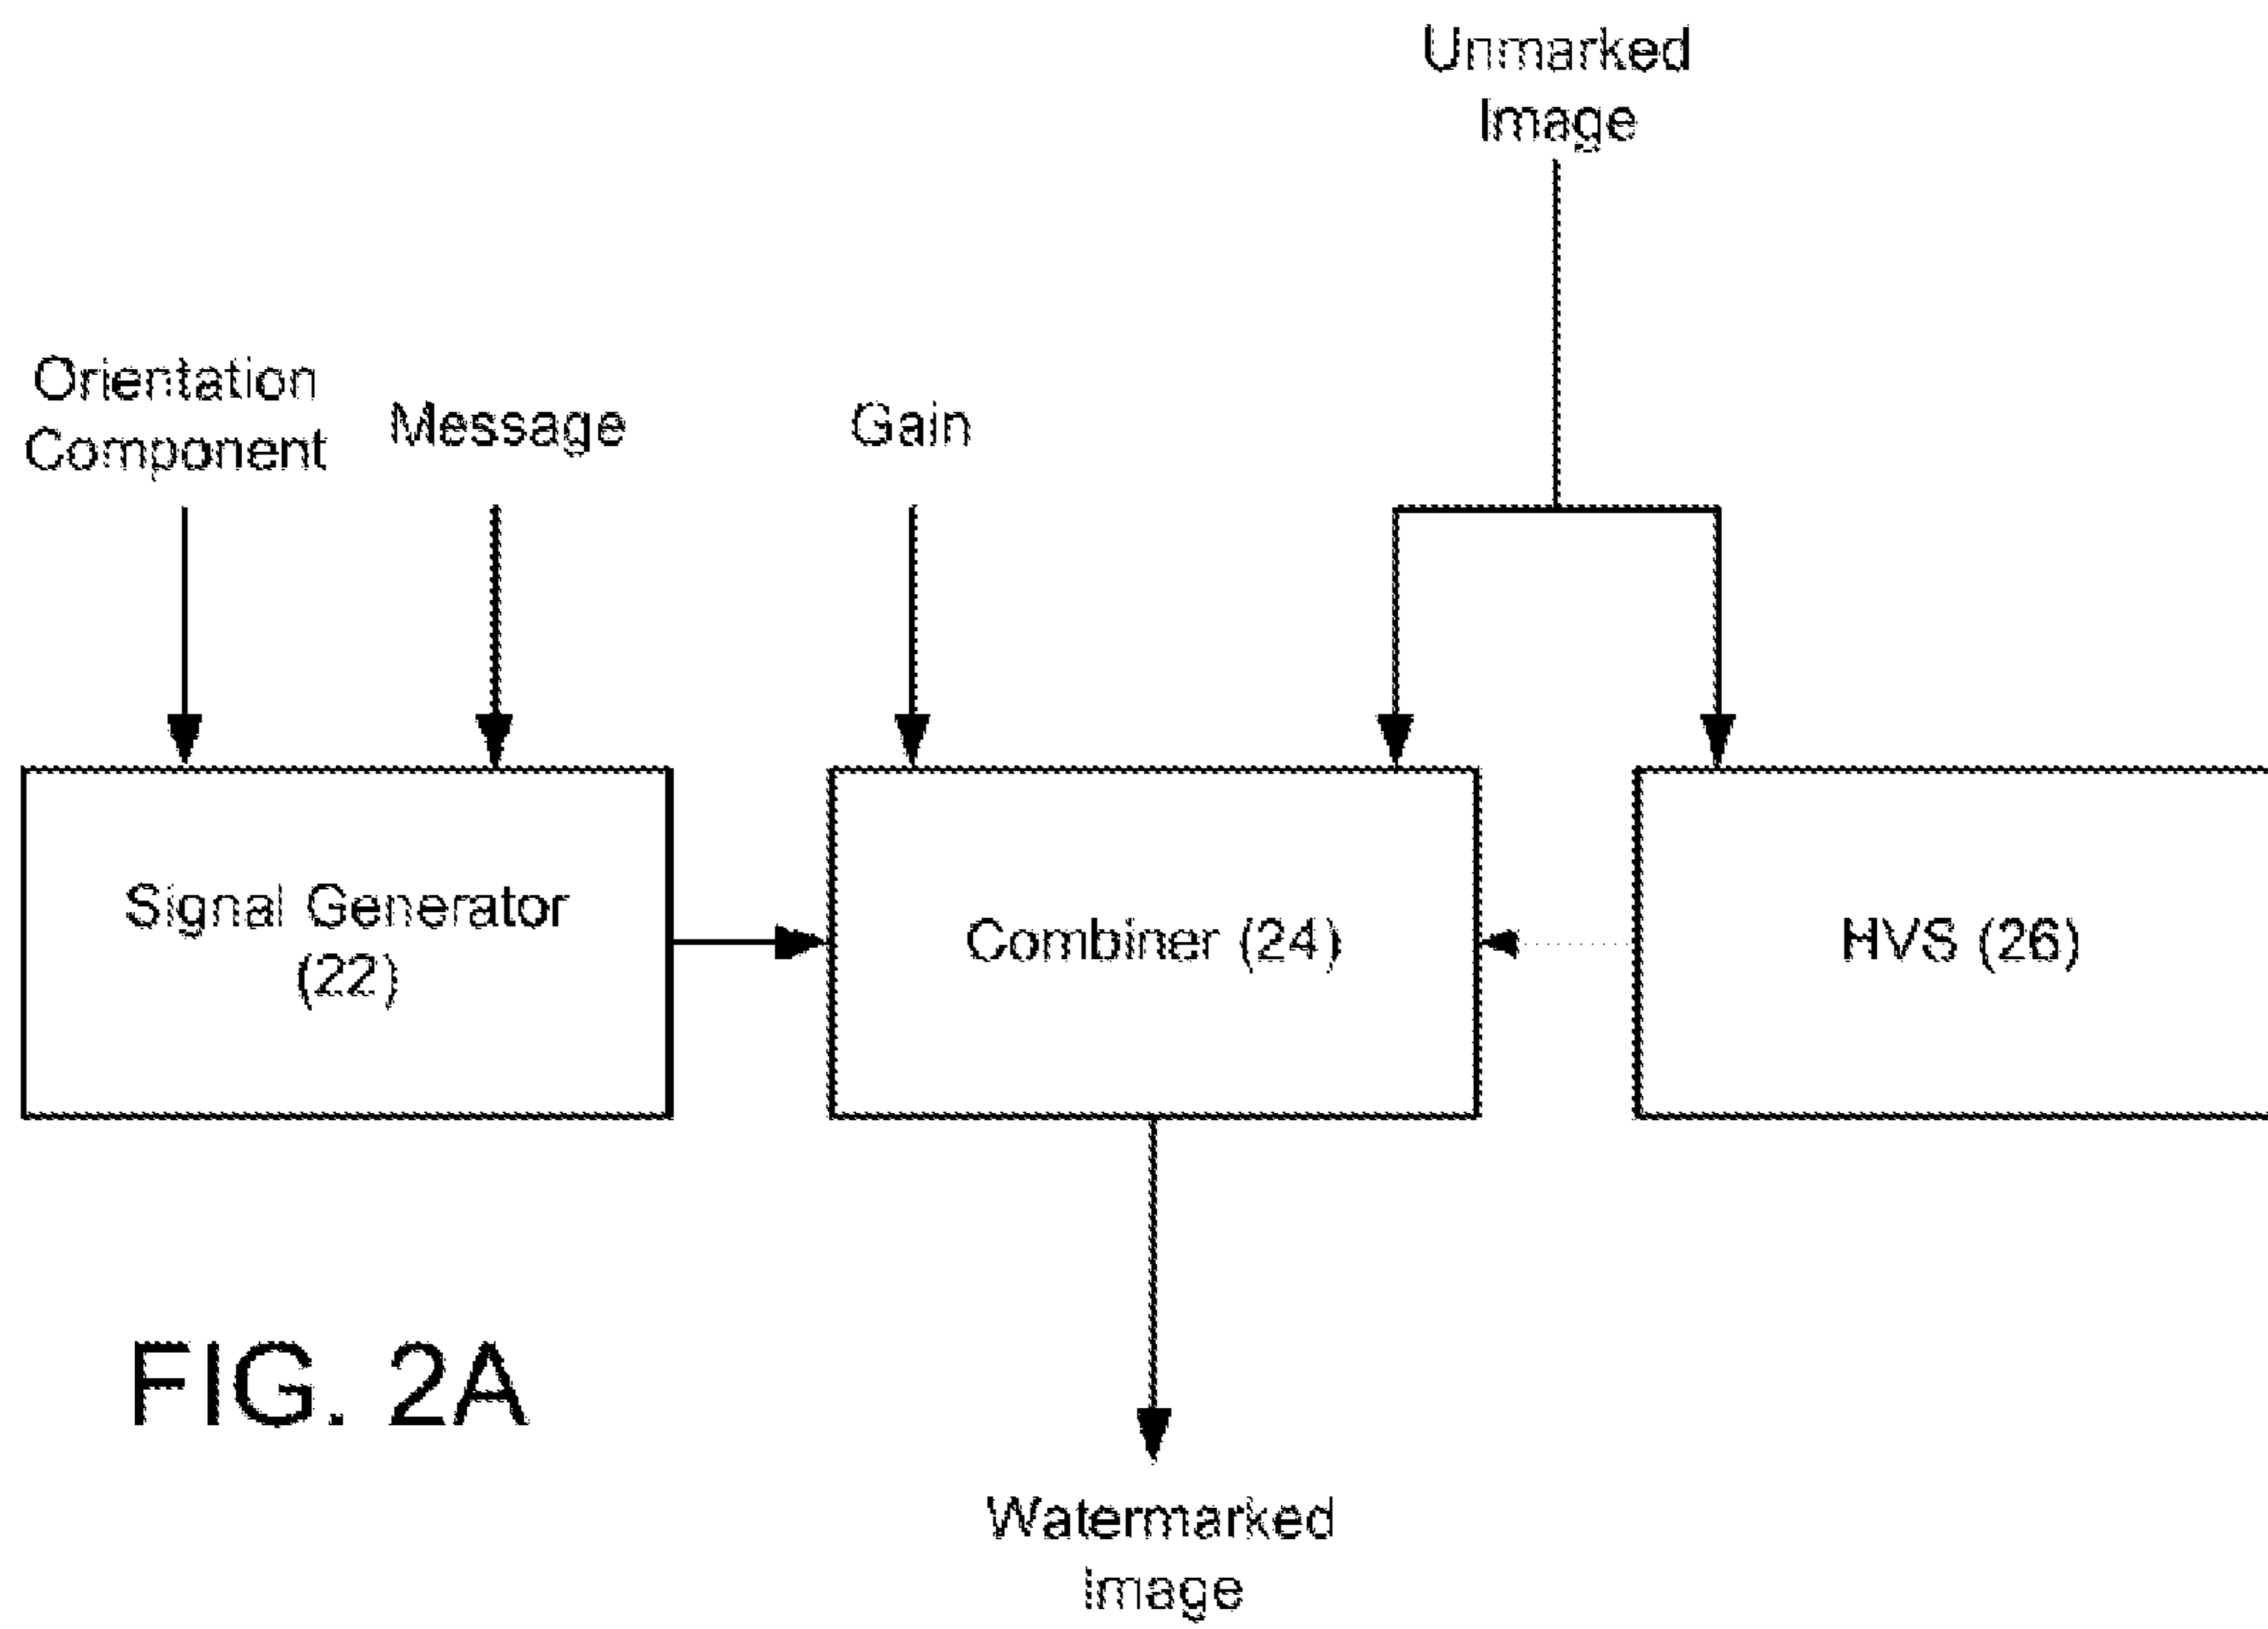 Unmarked
Image
Orientation
Component
Message
Gain
Signal Generator
(22)
Combiner (24)
HVS (26)
FIG. 2A
Watermarked
Image